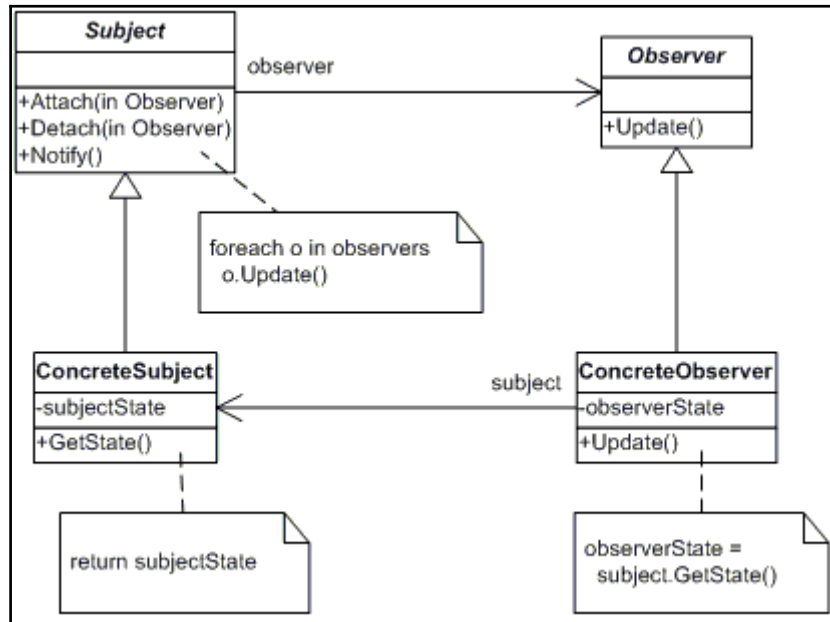 Subject
+Attach(in Observer)
+Detach(in Observer)
+Notify()
observer
Observer
+Update()
foreach o in observers
o.Update()
ConcreteSubject
-subjectState
+GetState()
subject
ConcreteObserver
-observerState
+Update()
return subjectState
observerState =
subject.GetState()